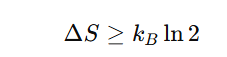 ΔS ≥ k_B ln 2